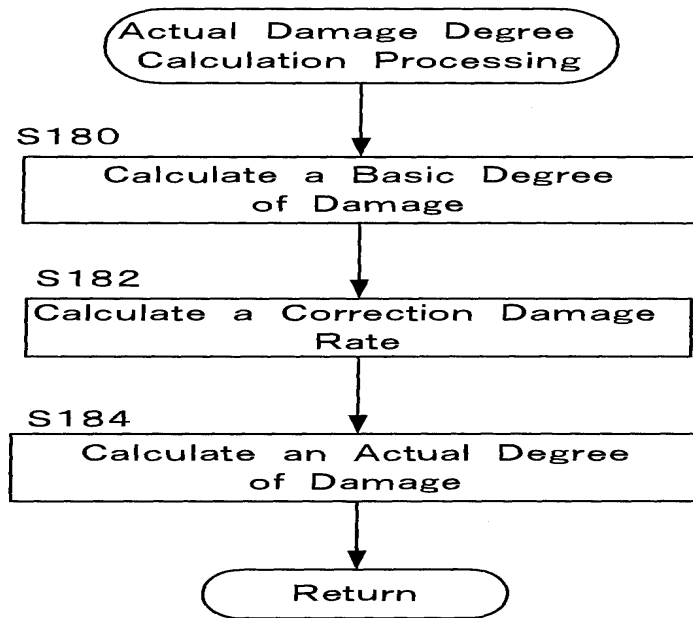 Actual Damage Degree
Calculation Processing
S180
Calculate a Basic Degree
of Damage
S182
Calculate a Correction Damage
Rate
S184
Calculate an Actual Degree
of Damage
Return